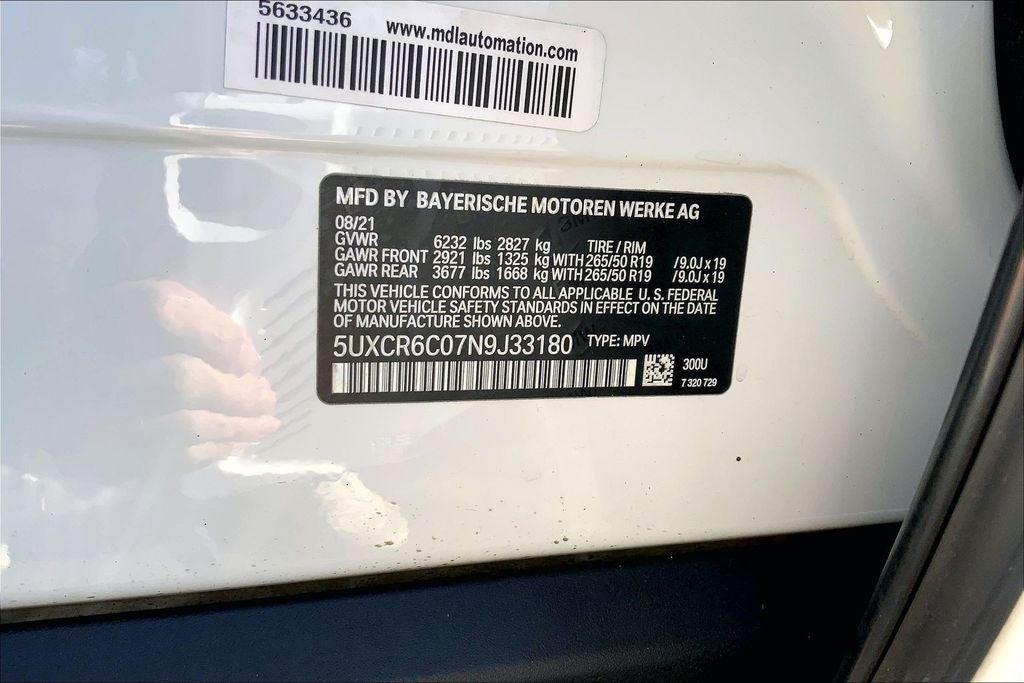 5633436
www.mdlautomation.com
MFD BY BAYERISCHE MOTOREN WERKE AG
08/21
GVWR 6232 lbs 2827 kg TIRE / RIM
GAWR FRONT 2921 lbs 1325 kg WITH 265/50 R19 /9.0J x 19
GAWR REAR 3677 lbs 1668 kg WITH 265/50 R19 /9.0J x 19
THIS VEHICLE CONFORMS TO ALL APPLICABLE U.S. FEDERAL
MOTOR VEHICLE SAFETY STANDARDS IN EFFECT ON THE DATE
OF MANUFACTURE SHOWN ABOVE.
5UXCR6C07N9J33180 TYPE: MPV
300U
7 320 729